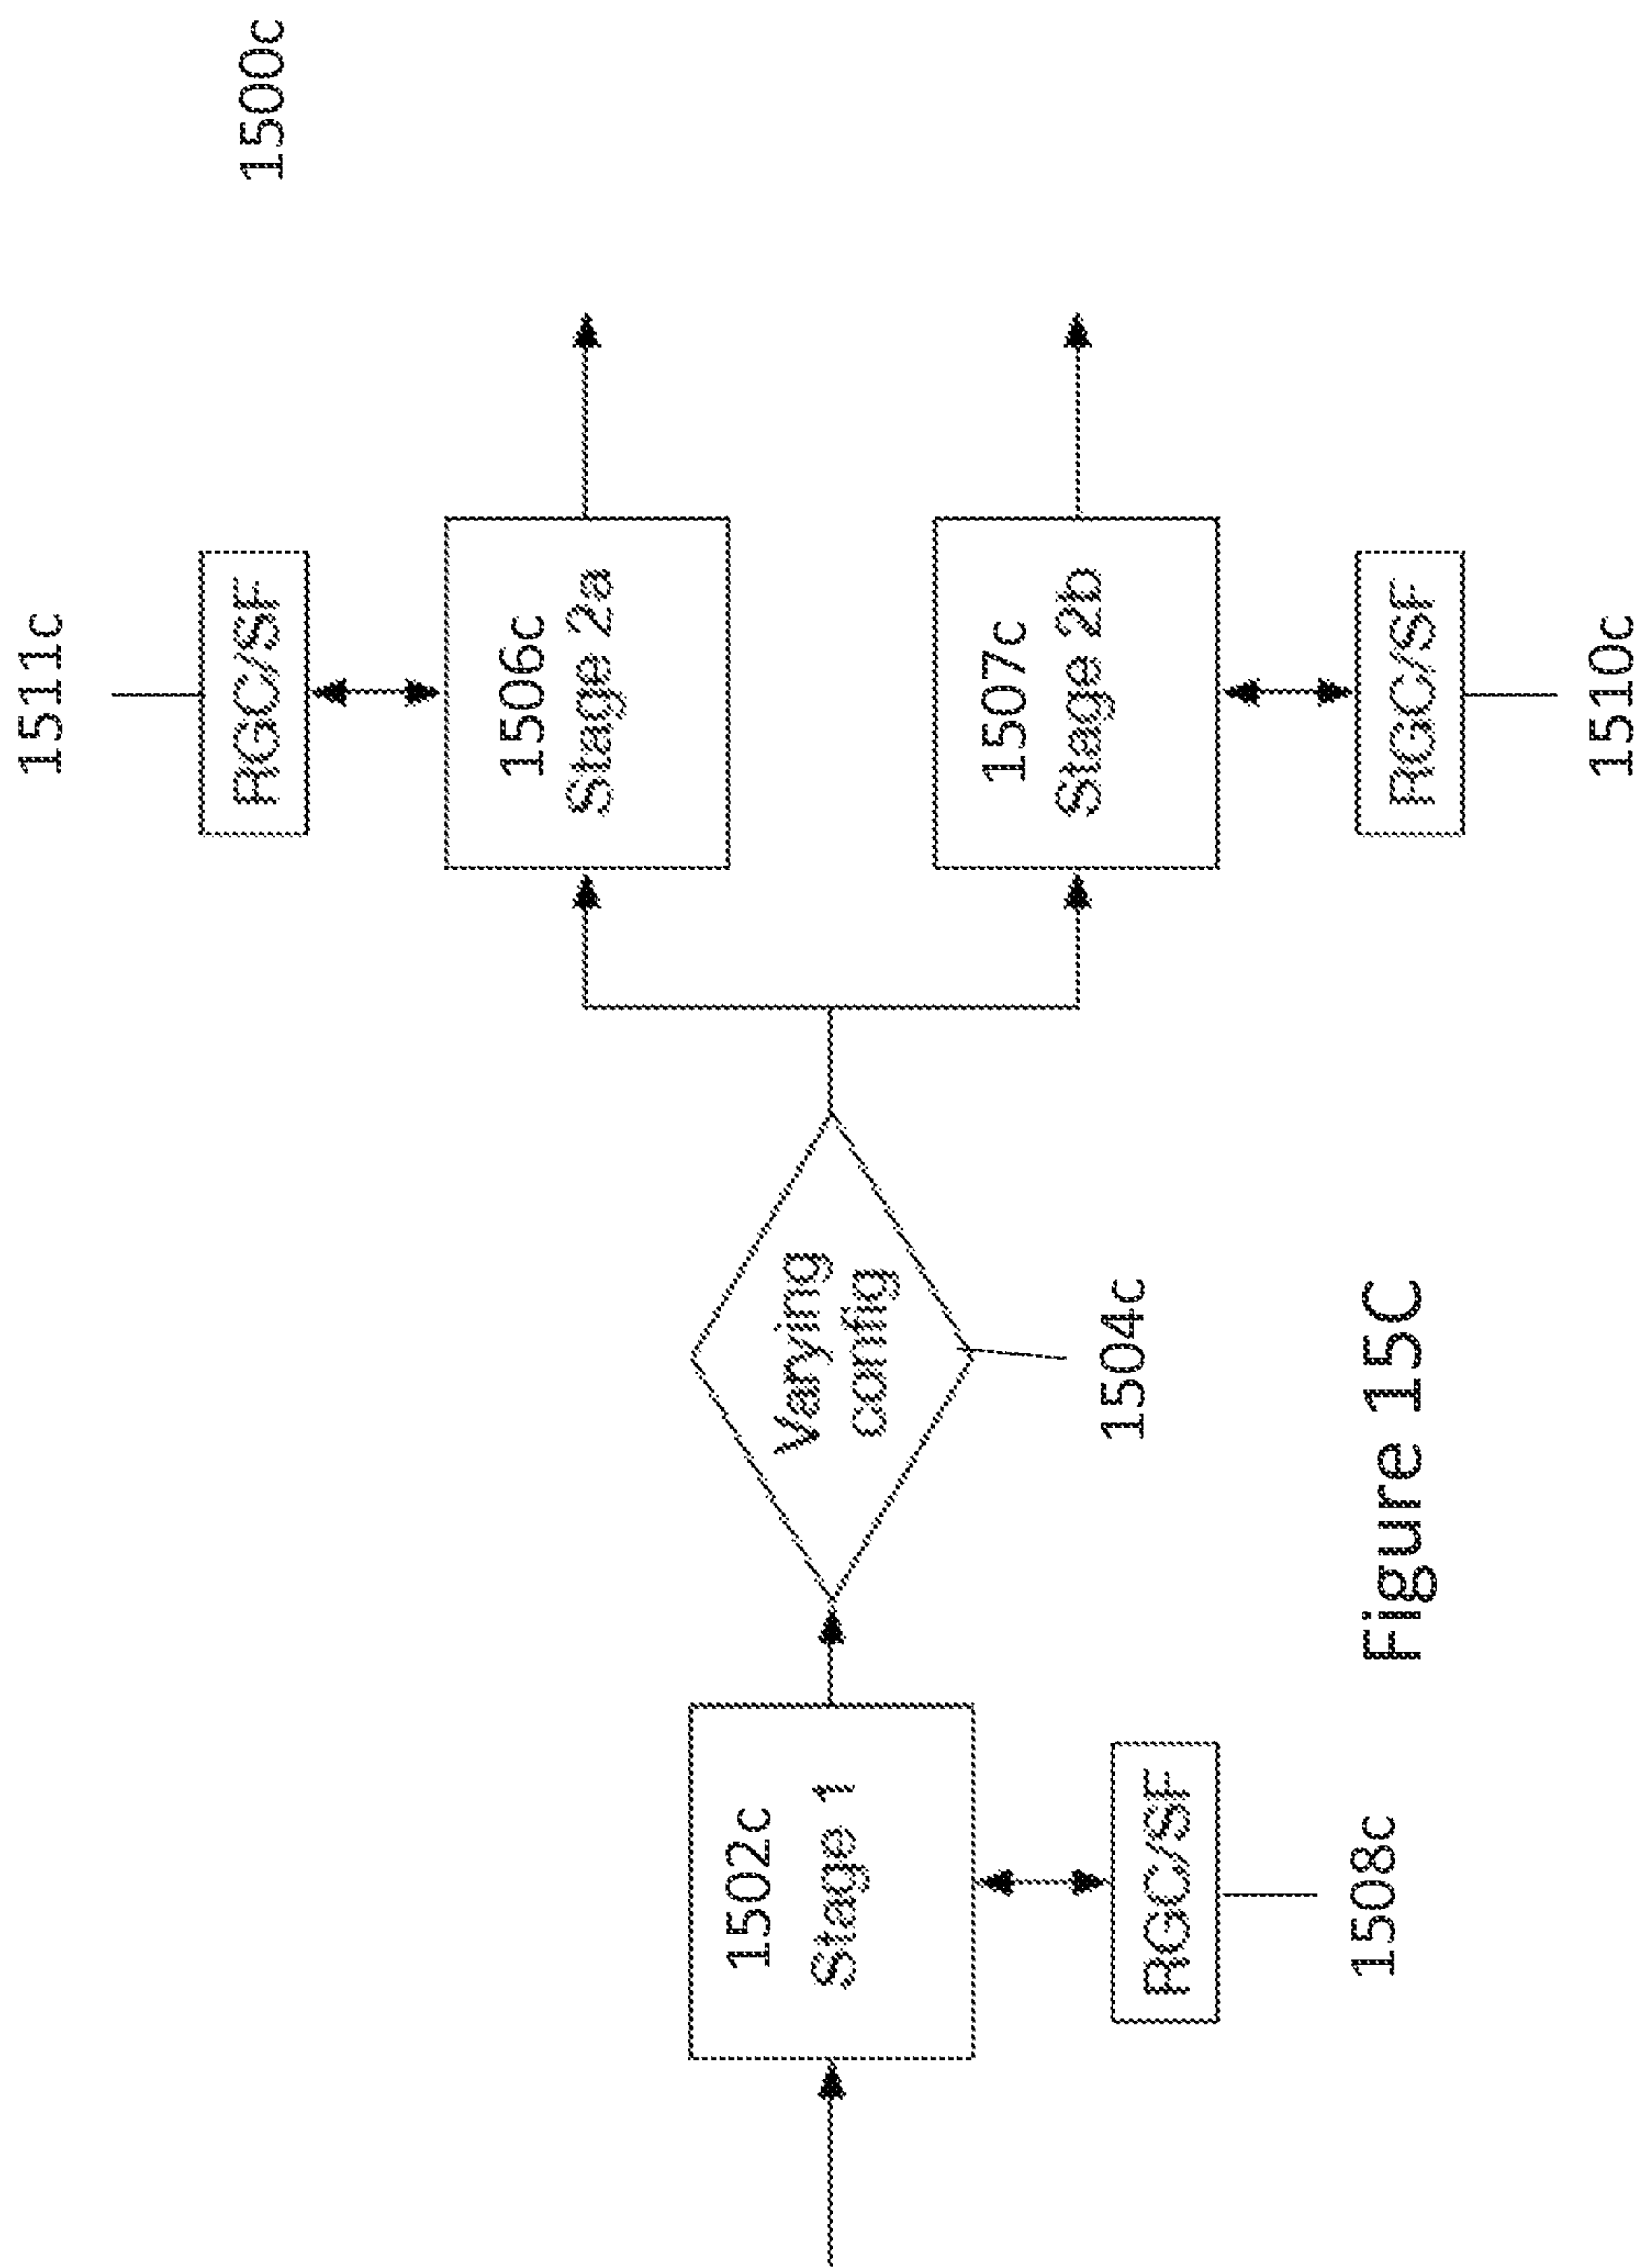 1500c
1511c
RGC/SF
1506c
Stage 2a
1502c
Stage 1
Varying
config
1507c
Stage 2b
1504c
RGC/SF
1508c
RGC/SF
1510c
Figure 15C